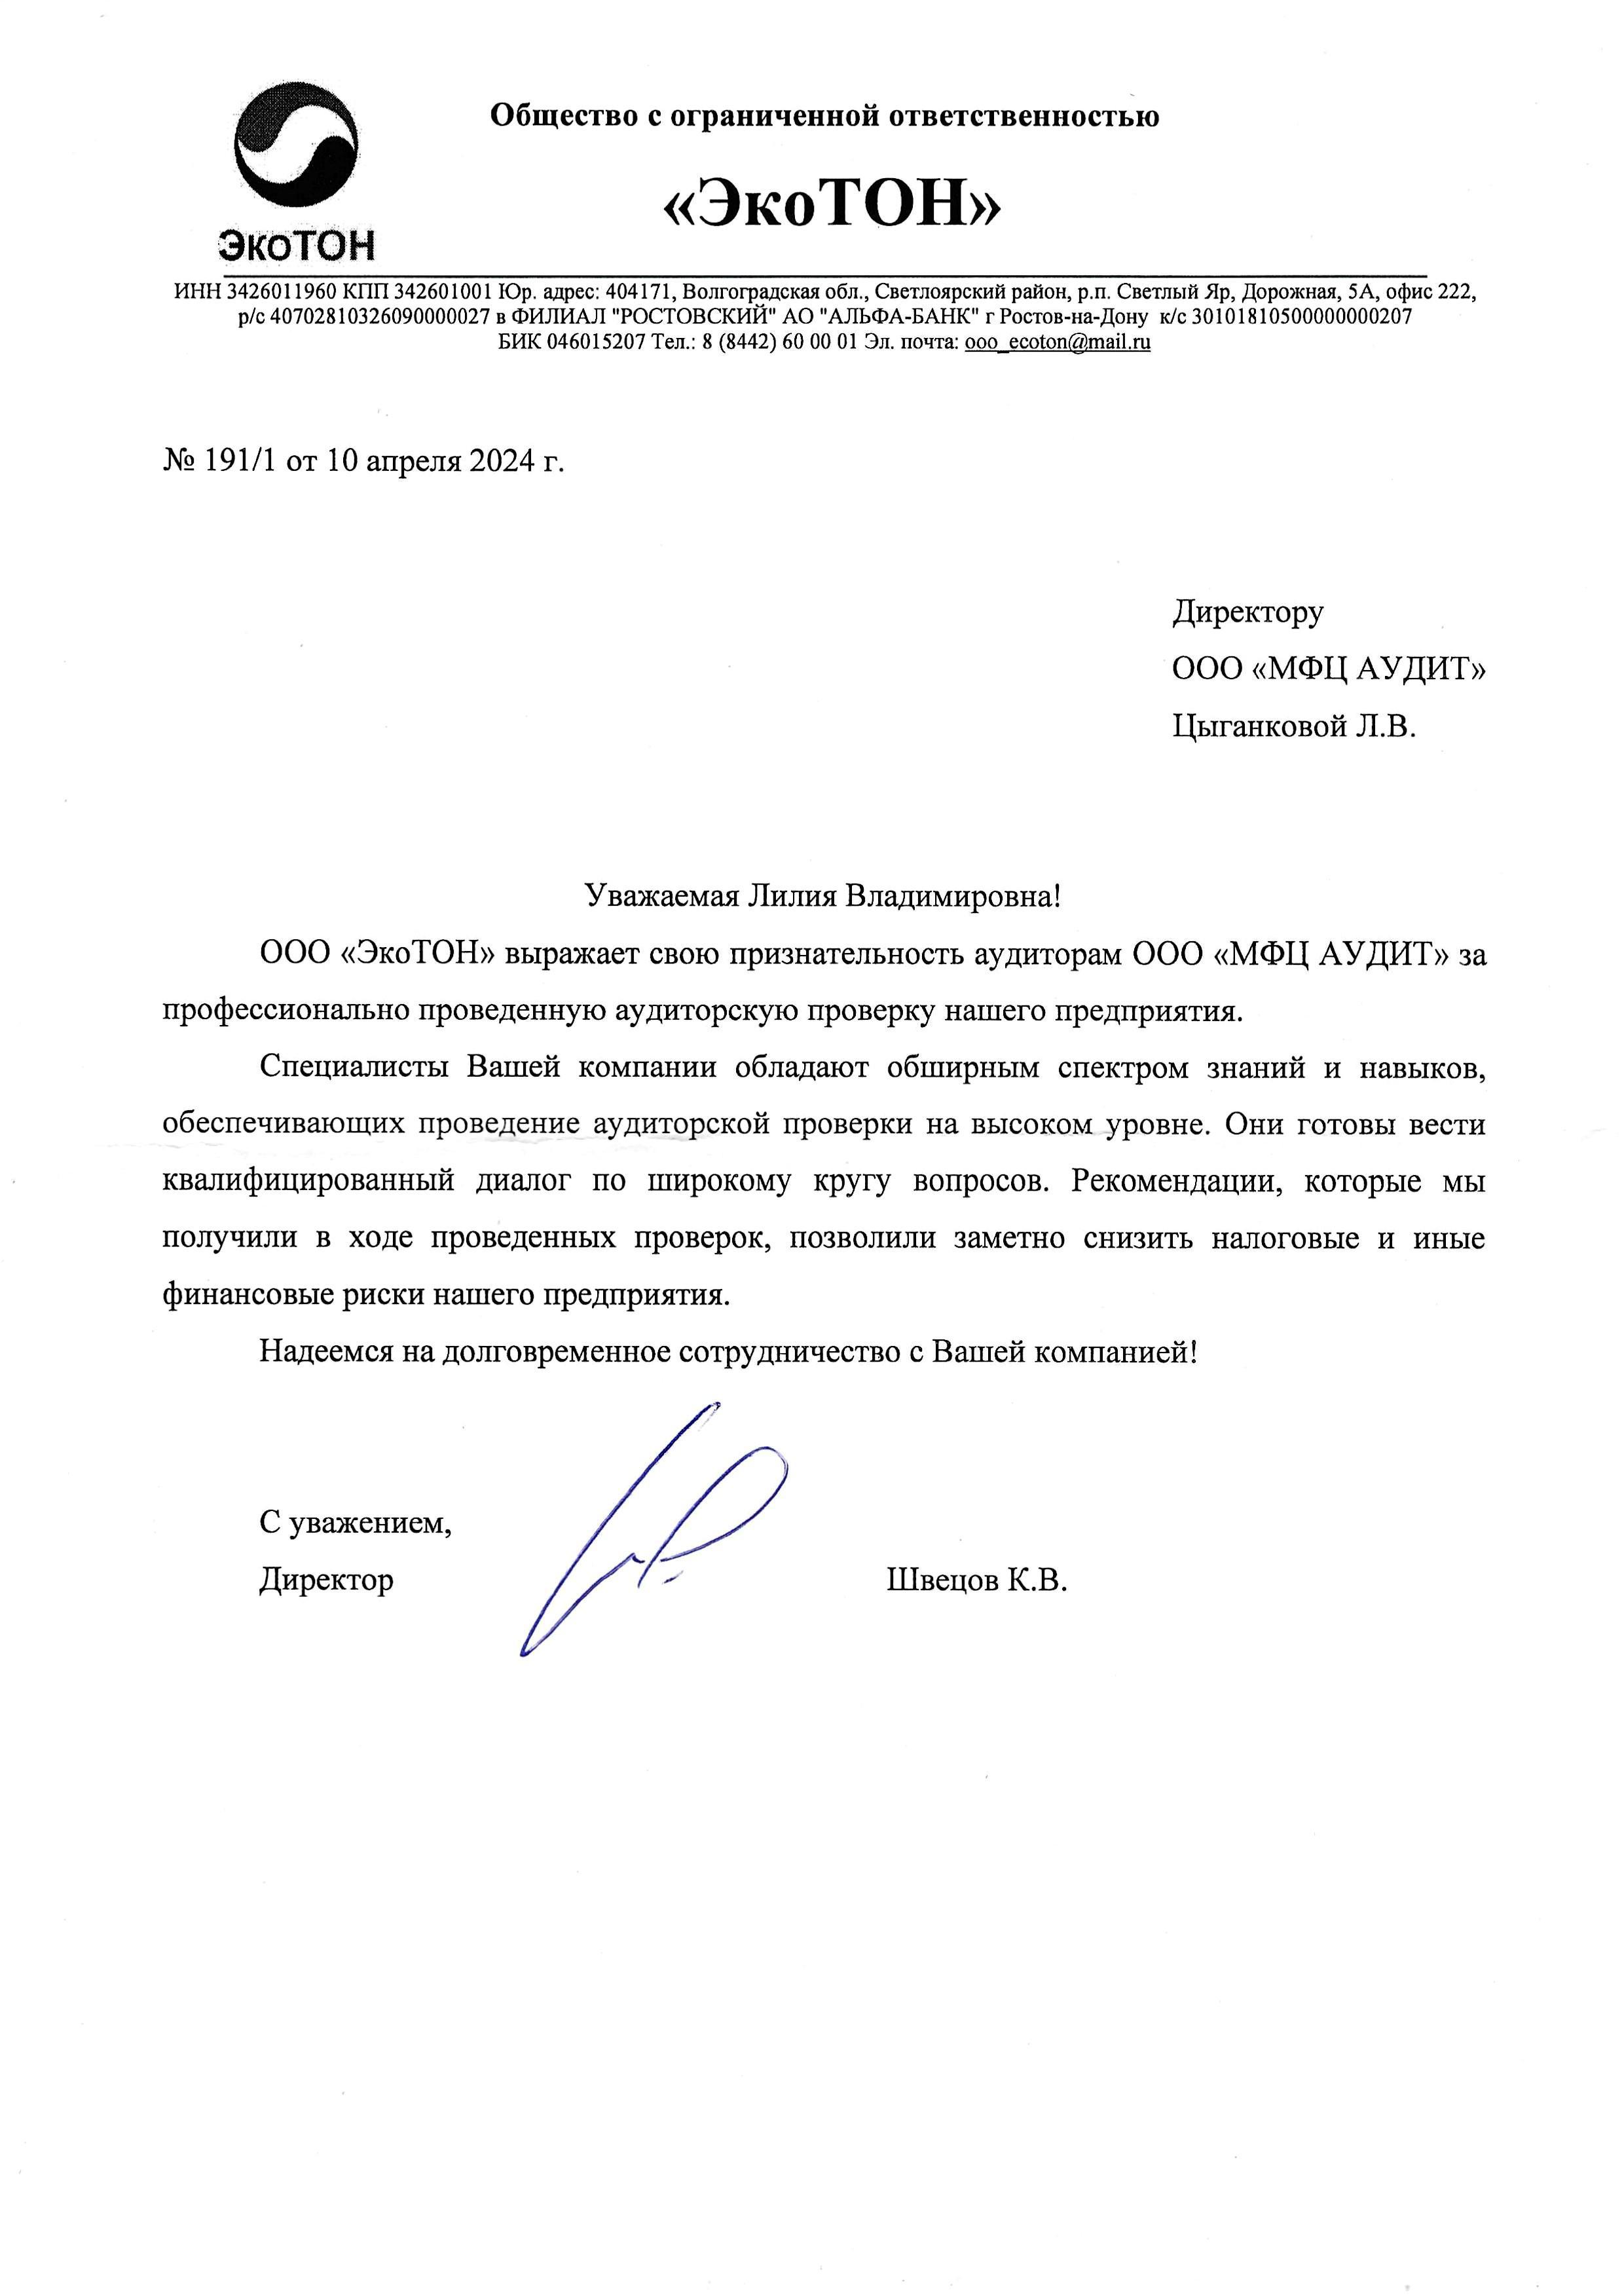 Общество с ограниченной ответственностью
«ЭкоТОН»
ЭкоТОН
ИНН 3426011960 КПП 342601001 Юр. адрес: 404171, Волгоградская обл., Светлоярский район, р.п. Светлый Яр, Дорожная, 5А, офис 222,
р/с 40702810326090000027 в ФИЛИАЛ "РОСТОВСКИЙ" АО "АЛЬФА-БАНК" г Ростов-на-Дону к/с 30101810500000000207
БИК 046015207 Тел.: 8 (8442) 60 00 01 Эл. почта: ooo_ecoton@mail.ru
№ 191/1 от 10 апреля 2024 г.
Директору
ООО «МФЦ АУДИТ»
Цыганковой Л.В.
Уважаемая Лилия Владимировна!
ООО «ЭкоТОН» выражает свою признательность аудиторам ООО «МФЦ АУДИТ» за
профессионально проведенную аудиторскую проверку нашего предприятия.
Специалисты Вашей компании обладают обширным спектром знаний и навыков,
обеспечивающих проведение аудиторской проверки на высоком уровне. Они готовы вести
квалифицированный диалог по широкому кругу вопросов. Рекомендации, которые мы
получили в ходе проведенных проверок, позволили заметно снизить налоговые и иные
финансовые риски нашего предприятия.
Надеемся на долговременное сотрудничество с Вашей компанией!
С уважением,
Директор Швецов К.В.